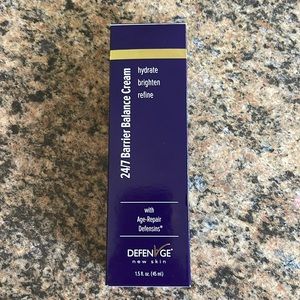 24/7 Barrier Balance Cream
hydrate
brighten
refine
with
Age-Repair
Defensins®
DEFENAGE®
new skin
1.5 fl. oz. (45 ml)